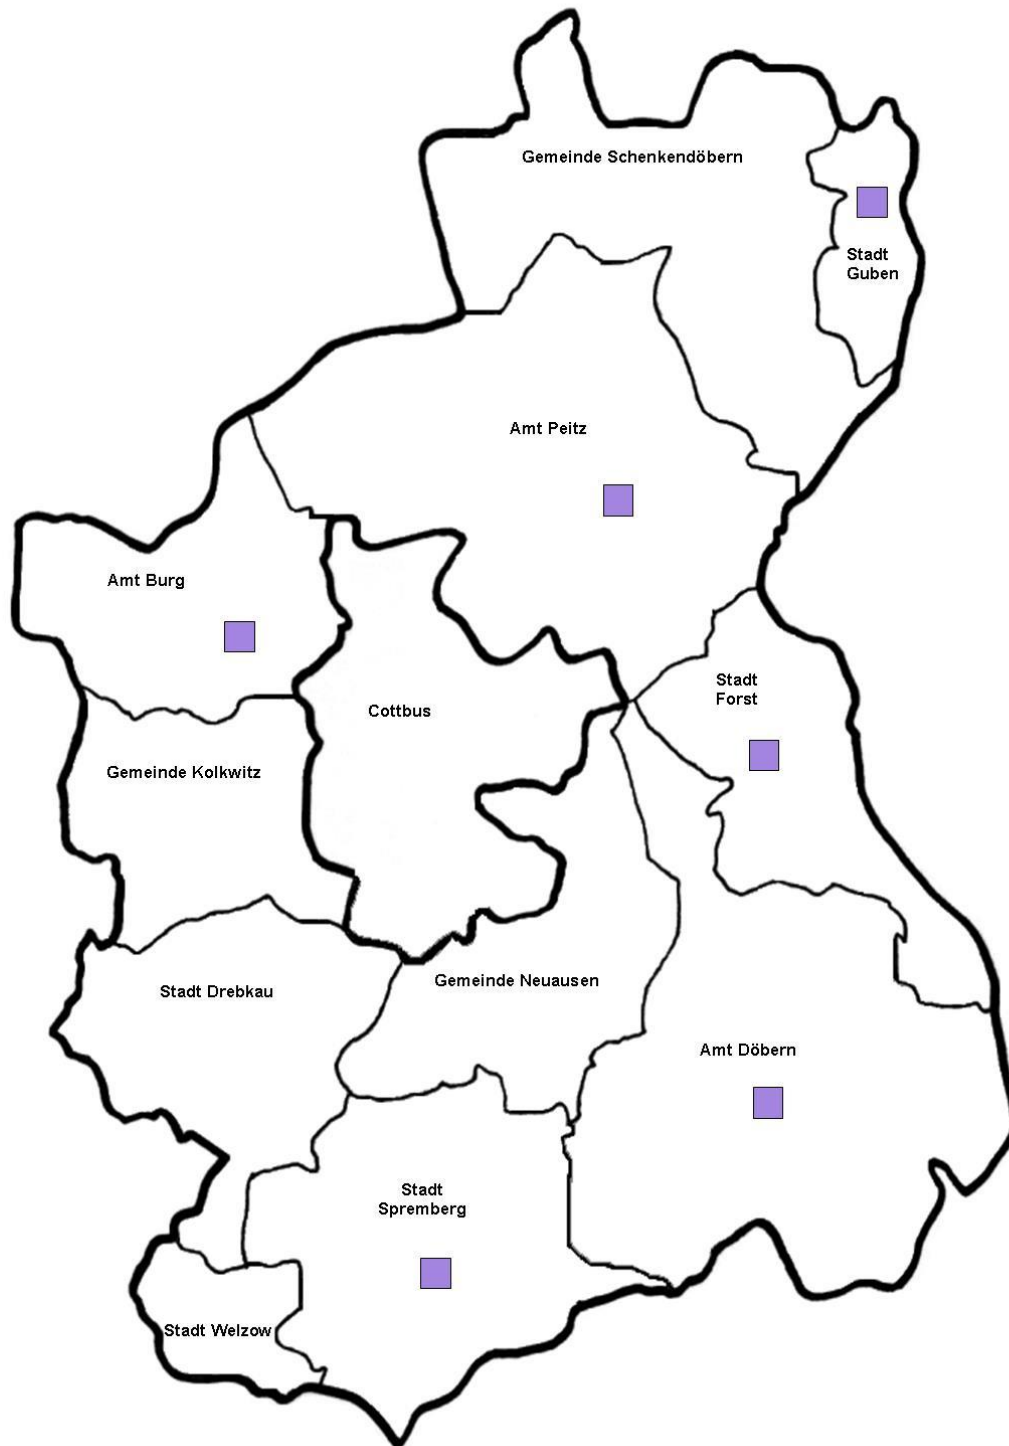 Gemeinde Schenkendöbern
Stadt
Guben
Amt Peitz
Amt Burg
Stadt
Forst
Cottbus
Gemeinde Kolkwitz
Gemeinde Neuausen
Stadt Drebkau
Amt Döbern
Stadt
Spremberg
Stadt Welzow